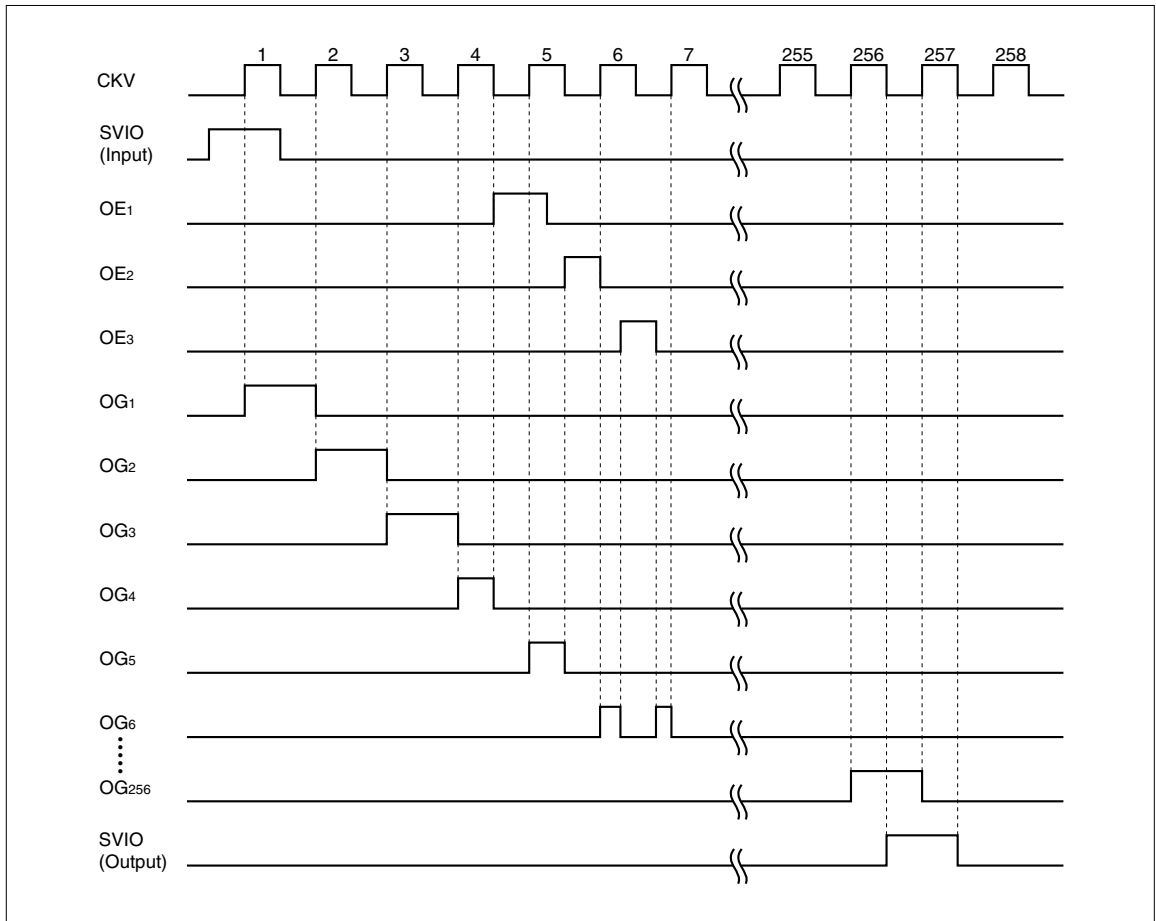 1 2 3 4 5 6 7 255 256 257 258
CKV
SVIO
(Input)
OE1
OE2
OE3
OG1
OG2
OG3
OG4
OG5
OG6
OG256
SVIO
(Output)